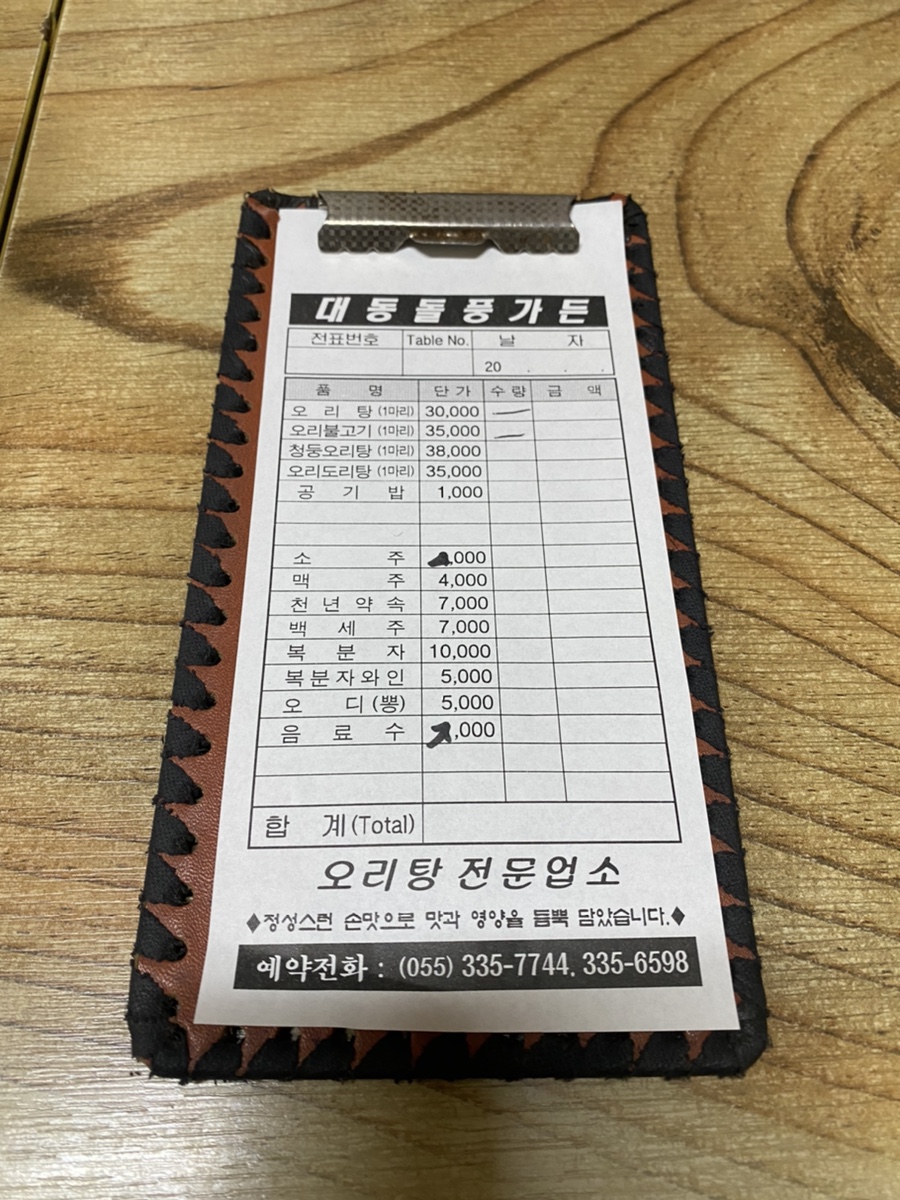 대동돌풍가든
전표번호 Table No. 날 자
20 . . .
품 명 단가 수량 금 액
오 리 탕 (1마리) 30,000 —
오리불고기 (1마리) 35,000 —
청둥오리탕 (1마리) 38,000
오리도리탕 (1마리) 35,000
공 기 밥 1,000
소 주 ,000
맥 주 4,000
천 년 약 속 7,000
백 세 주 7,000
복 분 자 10,000
복분자와인 5,000
오 디 (뽕) 5,000
음 료 수 ,000
합 계 (Total)
오리탕 전문업소
♦정성스런 손맛으로 맛과 영양을 듬뿍 담았습니다.♦
예약전화 : (055) 335-7744, 335-6598